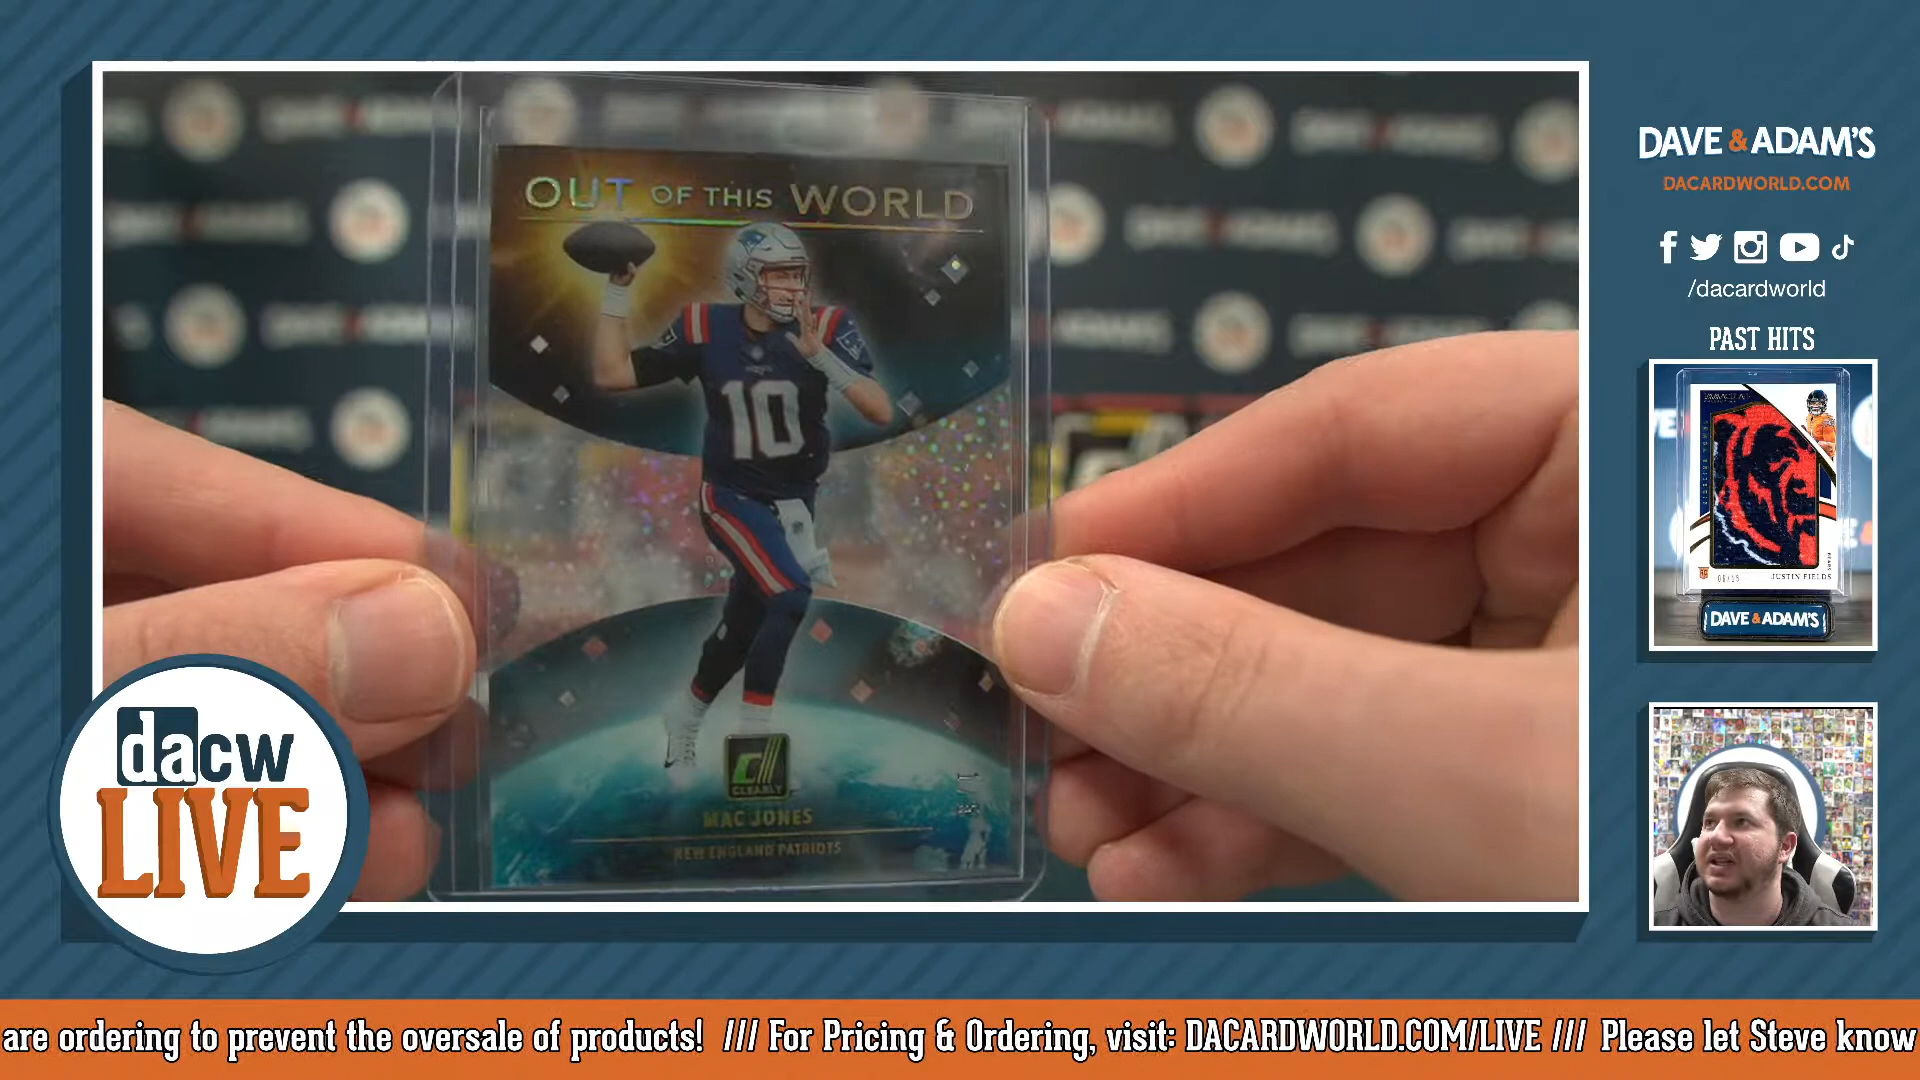 OUT OF THIS WORLD
10
CLEARLY
MAC JONES
NEW ENGLAND PATRIOTS
dacw
LIVE
DAVE & ADAM'S
DACARDWORLD.COM
/dacardworld
PAST HITS
JUSTIN FIELDS
DAVE & ADAM'S
are ordering to prevent the oversale of products! /// For Pricing & Ordering, visit: DACARDWORLD.COM/LIVE /// Please let Steve know